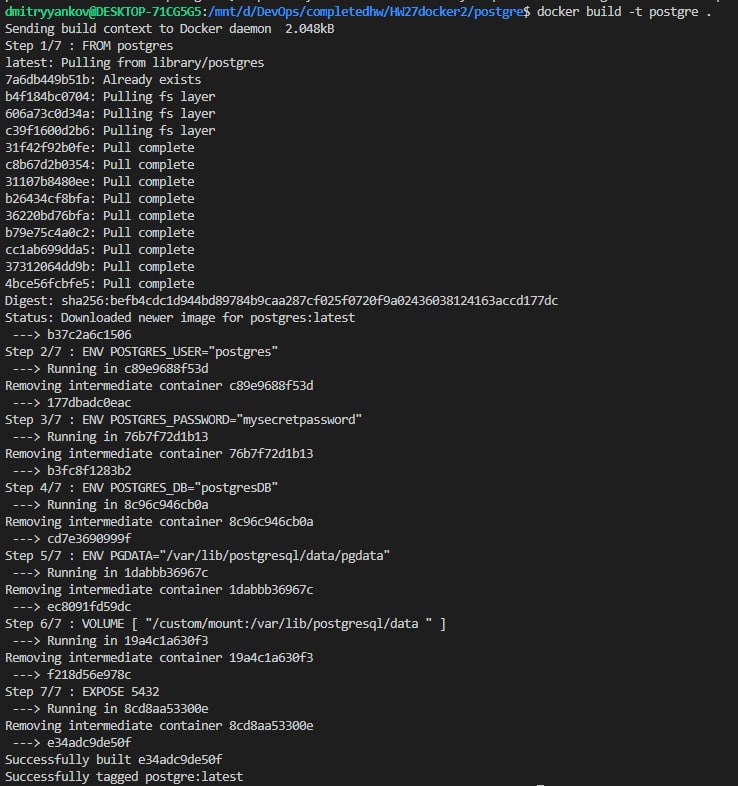 dmitryyankov@DESKTOP-71CG5G5:/mnt/d/DevOps/completedhw/HW27docker2/postgre$ docker build -t postgre .
Sending build context to Docker daemon  2.048kB
Step 1/7 : FROM postgres
latest: Pulling from library/postgres
7a6db449b51b: Already exists
b4f184bc0704: Pulling fs layer
606a73c0d34a: Pulling fs layer
c39f1600d2b6: Pulling fs layer
31f42f92b0fe: Pull complete
c8b67d2b0354: Pull complete
31107b8480ee: Pull complete
b26434cf8bfa: Pull complete
36220bd76bfa: Pull complete
b79e75c4a0c2: Pull complete
cc1ab699dda5: Pull complete
37312064dd9b: Pull complete
4bce56fcbfe5: Pull complete
Digest: sha256:befb4cdc1d944bd89784b9caa287cf025f0720f9a02436038124163accd177dc
Status: Downloaded newer image for postgres:latest
 ---> b37c2a6c1506
Step 2/7 : ENV POSTGRES_USER="postgres"
 ---> Running in c89e9688f53d
Removing intermediate container c89e9688f53d
 ---> 177dbadc0eac
Step 3/7 : ENV POSTGRES_PASSWORD="mysecretpassword"
 ---> Running in 76b7f72d1b13
Removing intermediate container 76b7f72d1b13
 ---> b3fc8f1283b2
Step 4/7 : ENV POSTGRES_DB="postgresDB"
 ---> Running in 8c96c946cb0a
Removing intermediate container 8c96c946cb0a
 ---> cd7e3690999f
Step 5/7 : ENV PGDATA="/var/lib/postgresql/data/pgdata"
 ---> Running in 1dabbb36967c
Removing intermediate container 1dabbb36967c
 ---> ec8091fd59dc
Step 6/7 : VOLUME [ "/custom/mount:/var/lib/postgresql/data " ]
 ---> Running in 19a4c1a630f3
Removing intermediate container 19a4c1a630f3
 ---> f218d56e978c
Step 7/7 : EXPOSE 5432
 ---> Running in 8cd8aa53300e
Removing intermediate container 8cd8aa53300e
 ---> e34adc9de50f
Successfully built e34adc9de50f
Successfully tagged postgre:latest